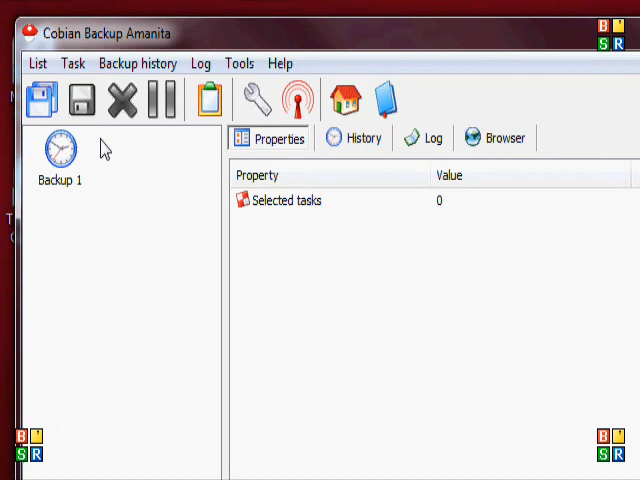 Cobian Backup Amanita
B '
S R
List Task Backup history Log Tools Help
Properties History Log Browser
Backup 1
Property Value
Selected tasks 0
B '
S R
B '
S R